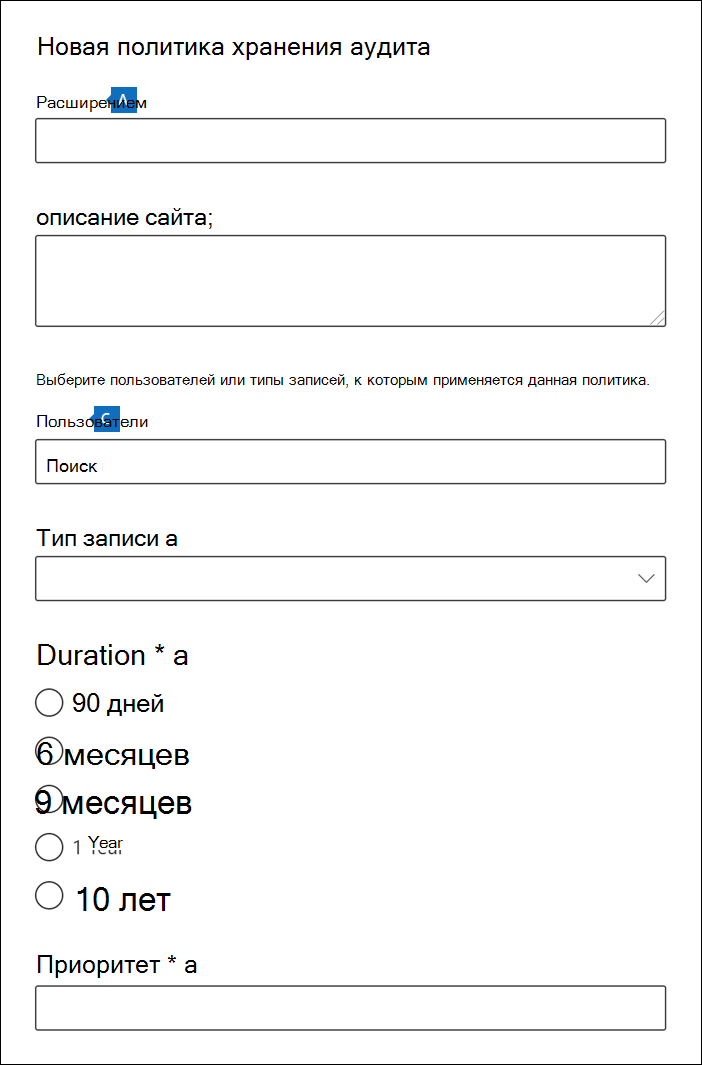 Новая политика хранения аудита
Расширением A
описание сайта;
Выберите пользователей или типы записей, к которым применяется данная политика.
Пользователи C
Поиск
Тип записи a
Duration * a
90 дней
6 месяцев
9 месяцев
1 Year
10 лет
Приоритет * a